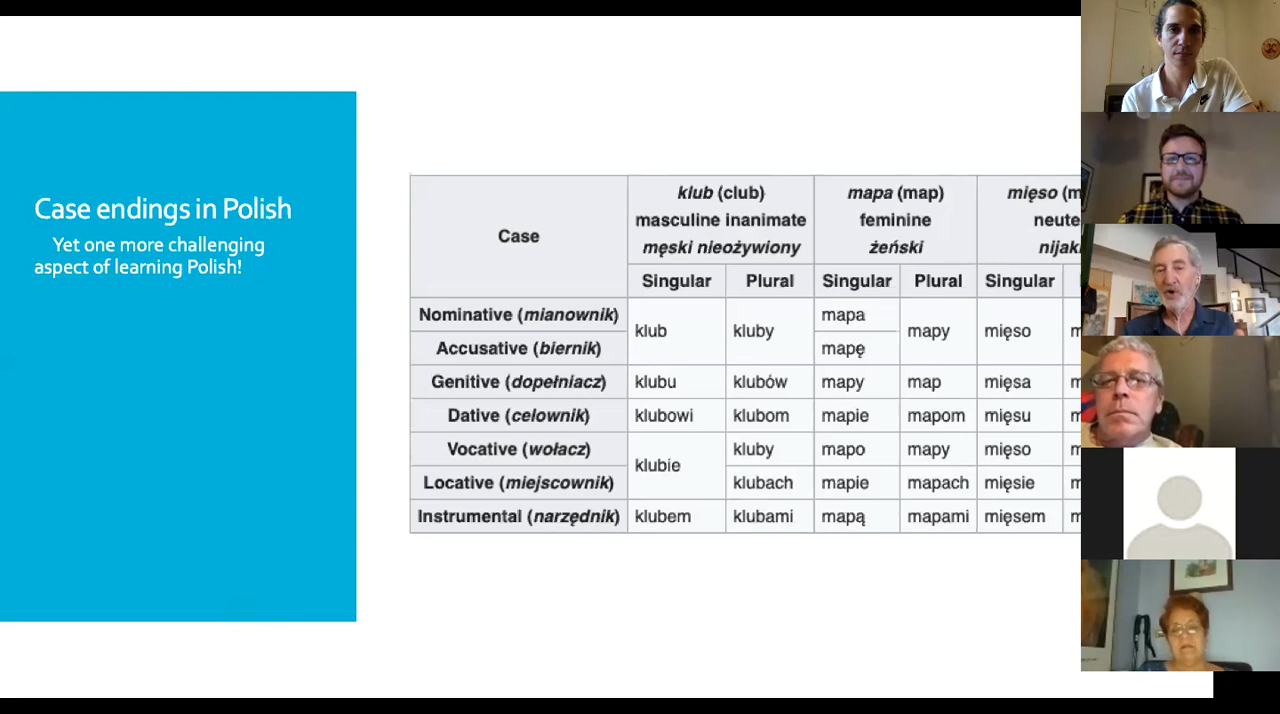 Case endings in Polish
Yet one more challenging
aspect of learning Polish!
Case
klub (club)
masculine inanimate
męski nieożywiony
mapa (map)
feminine
żeński
mięso (m
neute
nijaki
Singular Plural Singular Plural Singular
Nominative (mianownik) klub kluby mapa mapy mięso
Accusative (biernik) mapę
Genitive (dopełniacz) klubu klubów mapy map mięsa
Dative (celownik) klubowi klubom mapie mapom mięsu
Vocative (wołacz) klubie kluby mapo mapy mięso
Locative (miejscownik) klubach mapie mapach mięsie
Instrumental (narzędnik) klubem klubami mapą mapami mięsem